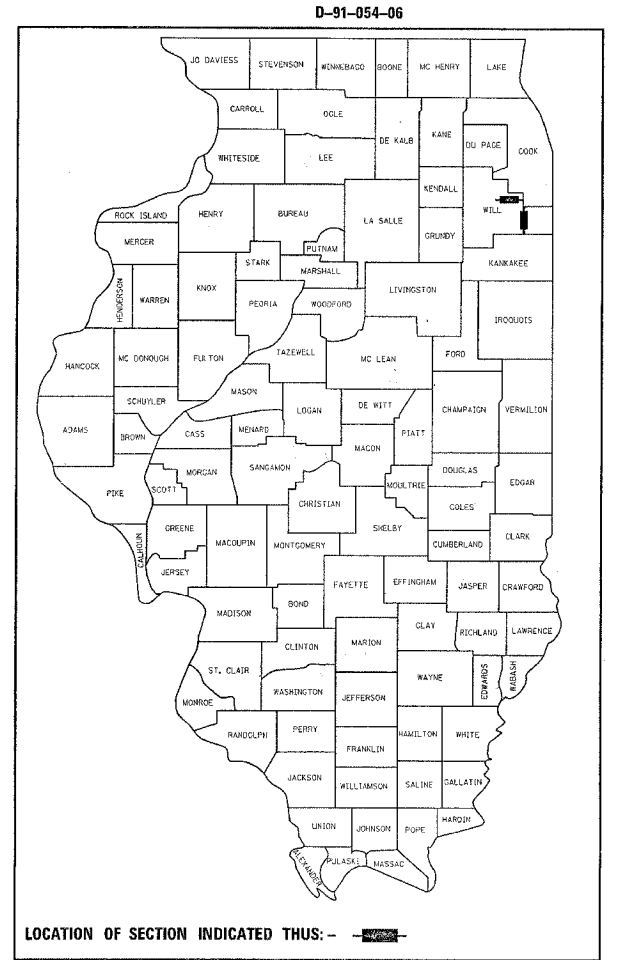 D-91-054-06
JO DAVIESS STEVENSON WINNEBAGO BOONE MC HENRY LAKE
CARROLL OGLE
DE KALB KANE DU PAGE COOK
WHITESIDE LEE
KENDALL
ROCK ISLAND HENRY BUREAU LA SALLE WILL
MERCER PUTNAM GRUNDY
STARK MARSHALL KANKAKEE
HENDERSON WARREN KNOX
PEORIA WOODFORD LIVINGSTON
IROQUOIS
HANCOCK MC DONOUGH FULTON TAZEWELL MC LEAN FORD
MASON
SCHUYLER LOGAN DE WITT CHAMPAIGN VERMILION
ADAMS BROWN CASS MENARD MACON PIATT
MORGAN SANGAMON DOUGLAS EDGAR
PIKE SCOTT CHRISTIAN MOULTRIE
COLES
GREENE MACOUPIN SHELBY
CALHOUN MONTGOMERY CUMBERLAND CLARK
JERSEY FAYETTE EFFINGHAM JASPER CRAWFORD
MADISON BOND
CLAY RICHLAND LAWRENCE
CLINTON MARION
ST. CLAIR WAYNE EDWARDS WABASH
WASHINGTON JEFFERSON
MONROE
RANDOLPH PERRY HAMILTON WHITE
FRANKLIN
JACKSON WILLIAMSON SALINE GALLATIN
UNION JOHNSON POPE HARDIN
ALEXANDER PULASKI MASSAC
LOCATION OF SECTION INDICATED THUS:-